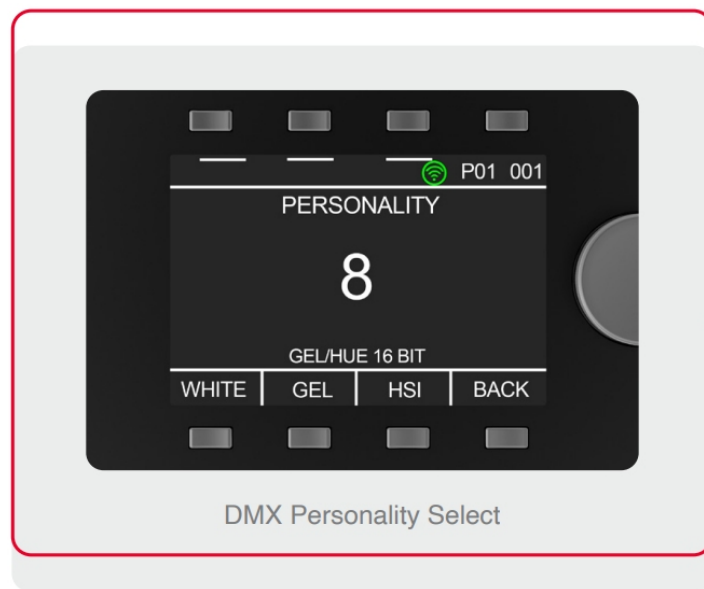 P01 001
PERSONALITY
8
GEL/HUE 16 BIT
WHITE GEL HSI BACK
DMX Personality Select